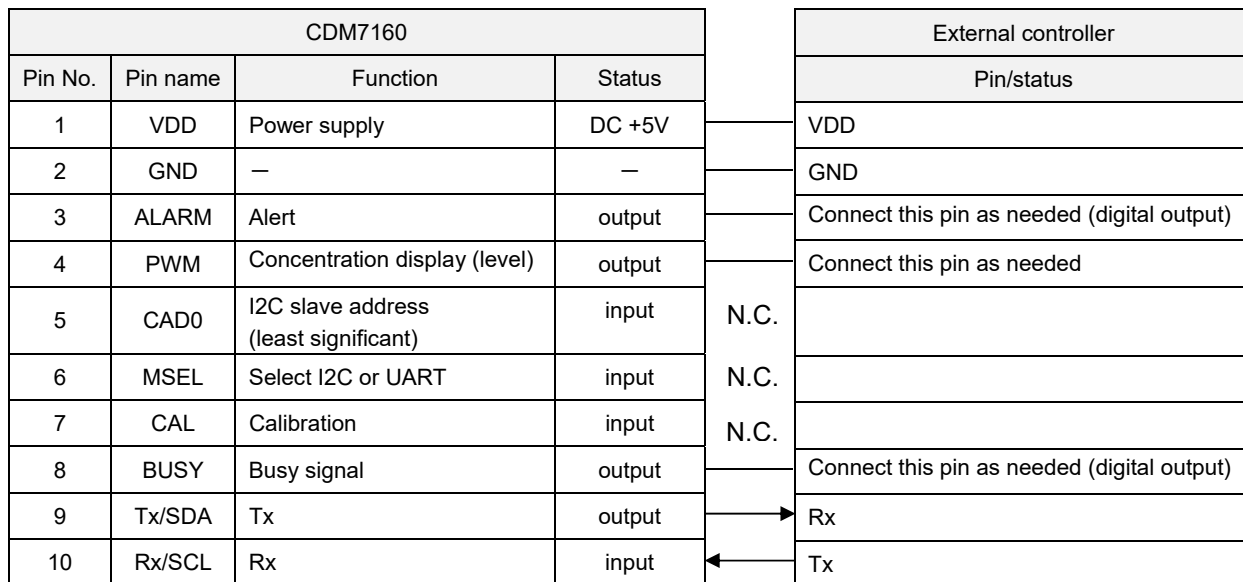 CDM7160 External controller
Pin No. Pin name Function Status Pin/status
1 VDD Power supply DC +5V VDD
2 GND － － GND
3 ALARM Alert output Connect this pin as needed (digital output)
4 PWM Concentration display (level) output Connect this pin as needed
5 CAD0 I2C slave address
(least significant) input N.C.
6 MSEL Select I2C or UART input N.C.
7 CAL Calibration input N.C.
8 BUSY Busy signal output Connect this pin as needed (digital output)
9 Tx/SDA Tx output Rx
10 Rx/SCL Rx input Tx